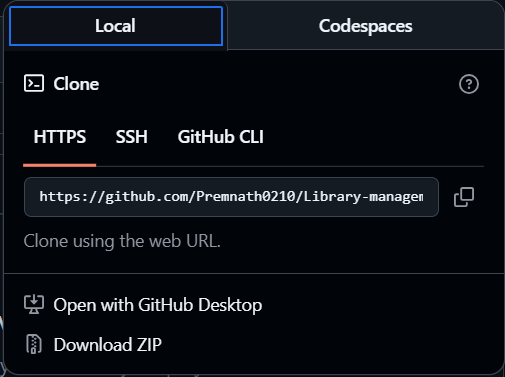 Local Codespaces
Clone
HTTPS SSH GitHub CLI
https://github.com/Premnath0210/Library-managem
Clone using the web URL.
Open with GitHub Desktop
Download ZIP